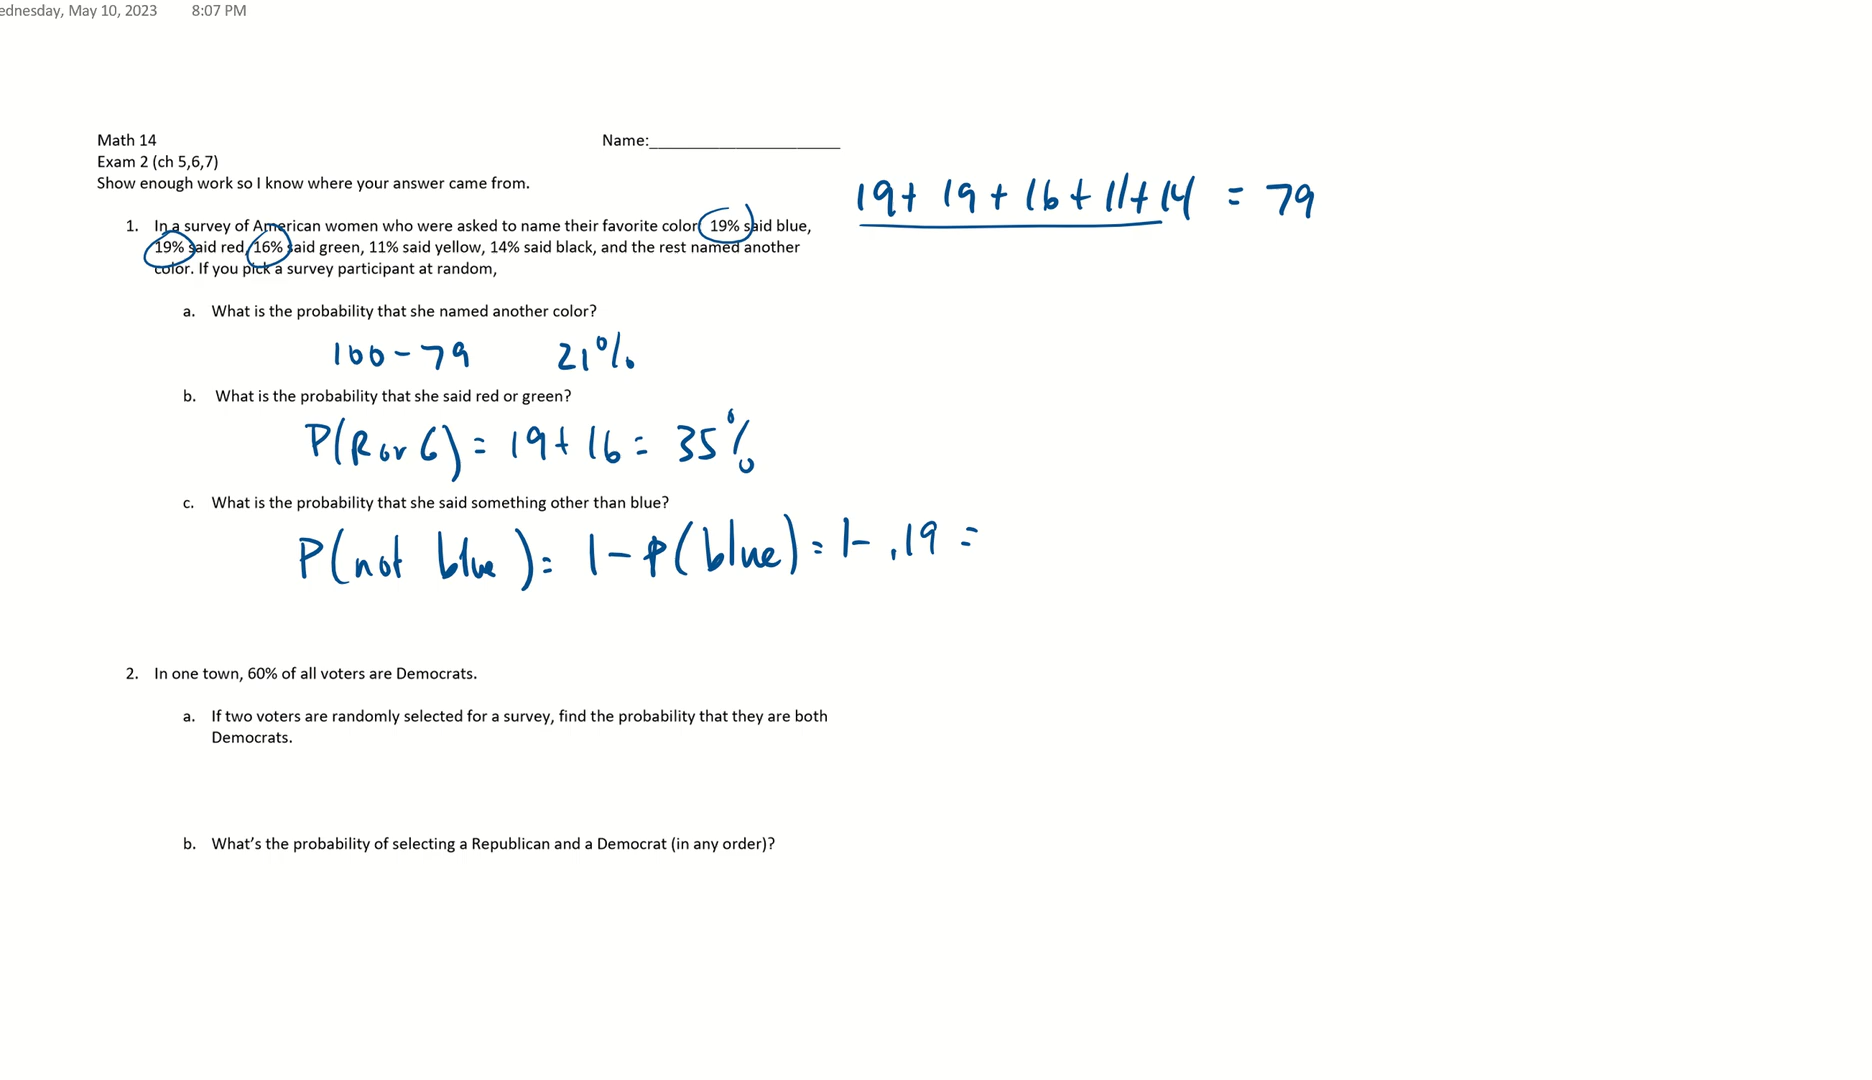 ednesday, May 10, 2023 8:07 PM
Math 14 Name:______________________
Exam 2 (ch 5,6,7)
Show enough work so I know where your answer came from.
19+ 19 + 16 + 11+ 14 = 79
1. In a survey of American women who were asked to name their favorite color 19% said blue,
19% said red 16% said green, 11% said yellow, 14% said black, and the rest named another
color. If you pick a survey participant at random,
a. What is the probability that she named another color?
100 - 79 21%
b. What is the probability that she said red or green?
P(R or G) = 19 + 16 = 35%
c. What is the probability that she said something other than blue?
P(not blue) = 1 - P(blue) = 1 - .19 =
2. In one town, 60% of all voters are Democrats.
a. If two voters are randomly selected for a survey, find the probability that they are both
Democrats.
b. What’s the probability of selecting a Republican and a Democrat (in any order)?